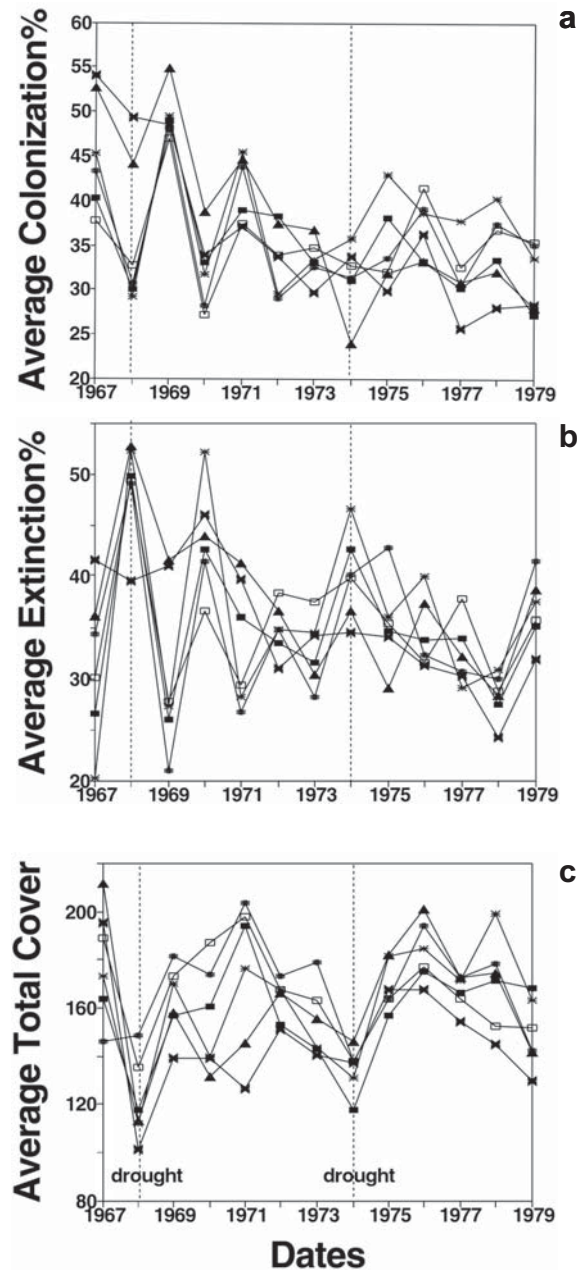 a
Average Colonization%
60
55
50
45
40
35
30
25
20
1967 1969 1971 1973 1975 1977 1979
b
Average Extinction%
50
40
30
20
1967 1969 1971 1973 1975 1977 1979
c
Average Total Cover
200
160
120
80
drought drought
1967 1969 1971 1973 1975 1977 1979
Dates